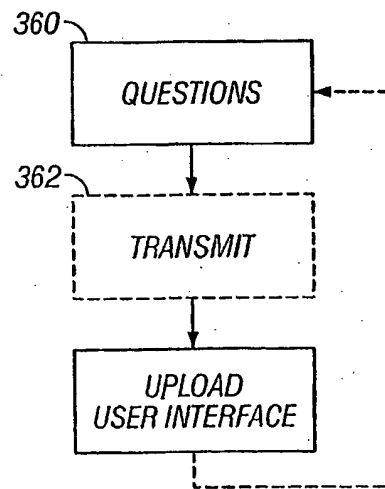 360
QUESTIONS
362
TRANSMIT
UPLOAD
USER INTERFACE